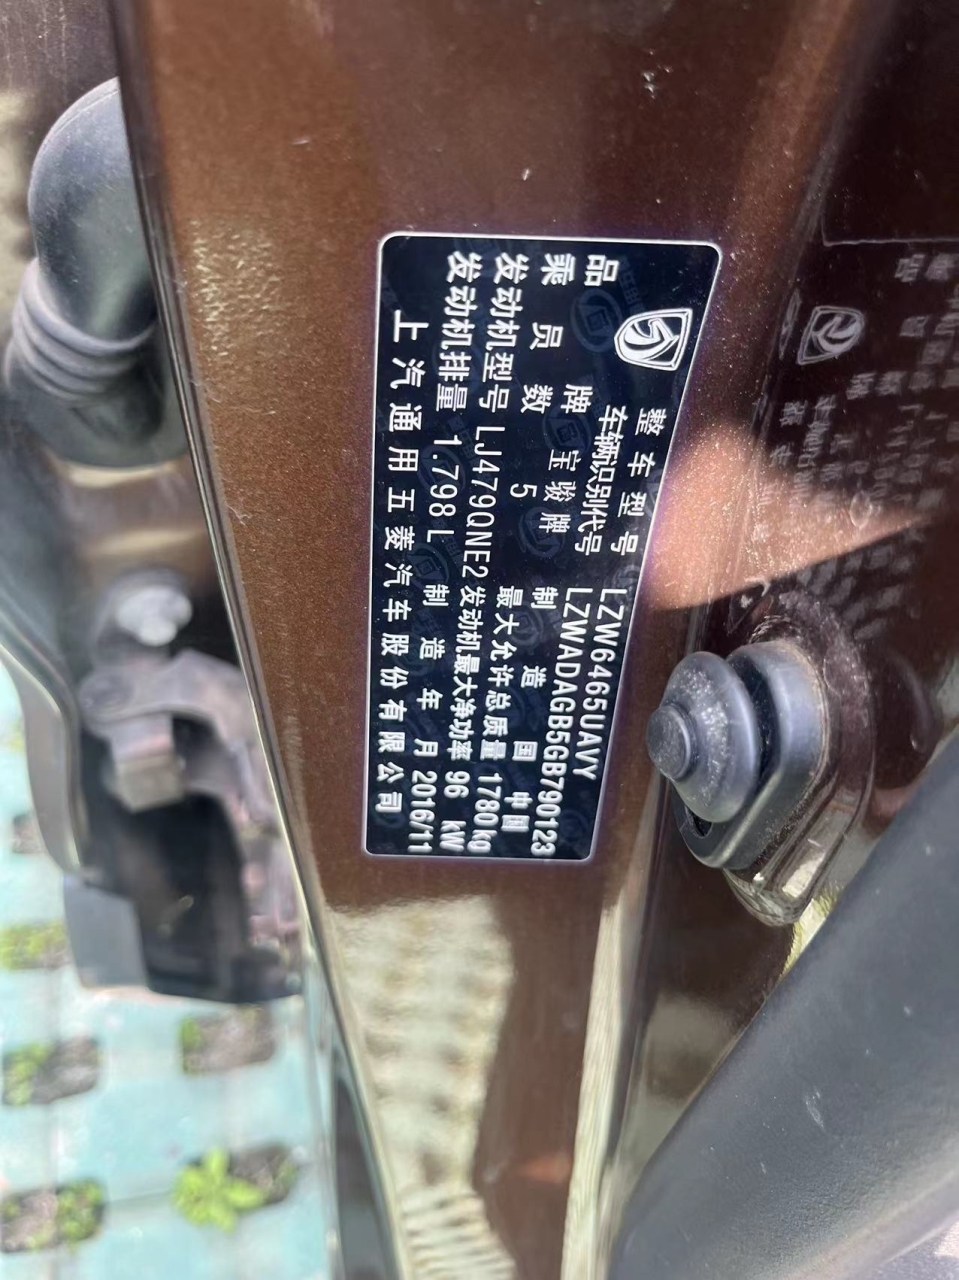 整车型号 LZW6465UAVY
车辆识别代号 LZWADAGB5GB790123
品牌 宝骏牌 制造国 中国
乘员数 5 最大允许总质量 1780kg
发动机型号 LJ479QNE2 发动机最大净功率 96 kW
发动机排量 1.798 L 制造年月 2016/11
上汽通用五菱汽车股份有限公司